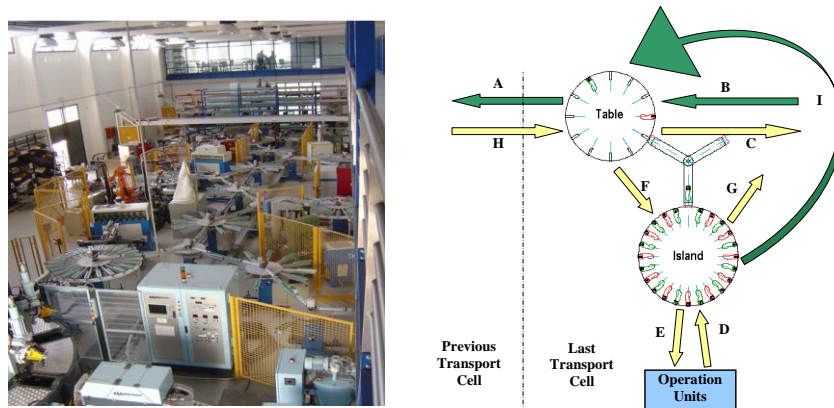 A
B
I
Table
H
C
F
G
Island
E
D
Previous
Transport
Cell
Last
Transport
Cell
Operation
Units